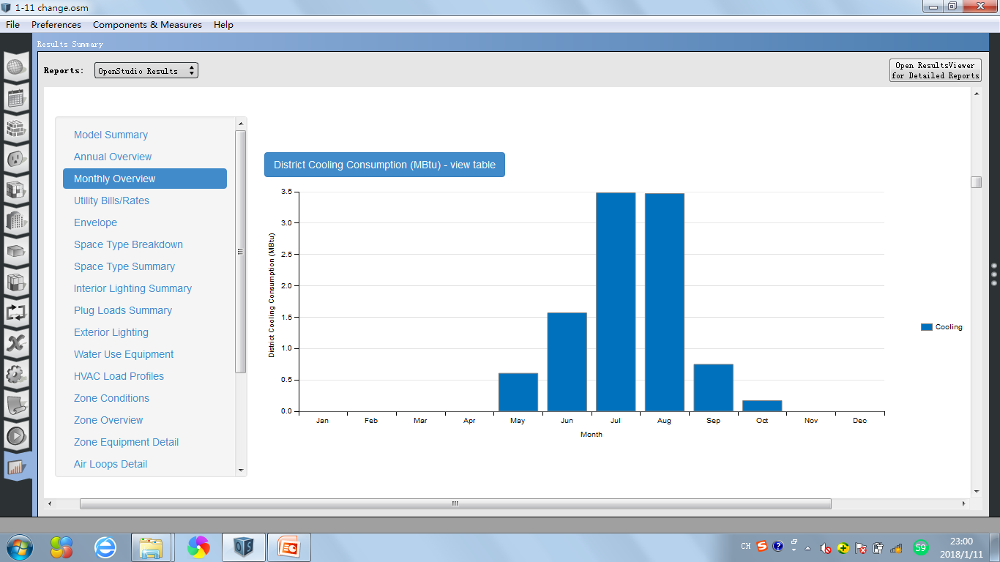 1-11 change.osm
File Preferences Components & Measures Help
Results Summary
Reports: OpenStudio Results
Open ResultsViewer
for Detailed Reports
Model Summary
Annual Overview
Monthly Overview
Utility Bills/Rates
Envelope
Space Type Breakdown
Space Type Summary
Interior Lighting Summary
Plug Loads Summary
Exterior Lighting
Water Use Equipment
HVAC Load Profiles
Zone Conditions
Zone Overview
Zone Equipment Detail
Air Loops Detail
District Cooling Consumption (MBtu) - view table
District Cooling Consumption (MBtu)
3.5
3.0
2.5
2.0
1.5
1.0
0.5
0.0
Jan Feb Mar Apr May Jun Jul Aug Sep Oct Nov Dec
Month
Cooling
CH
59
23:00
2018/1/11